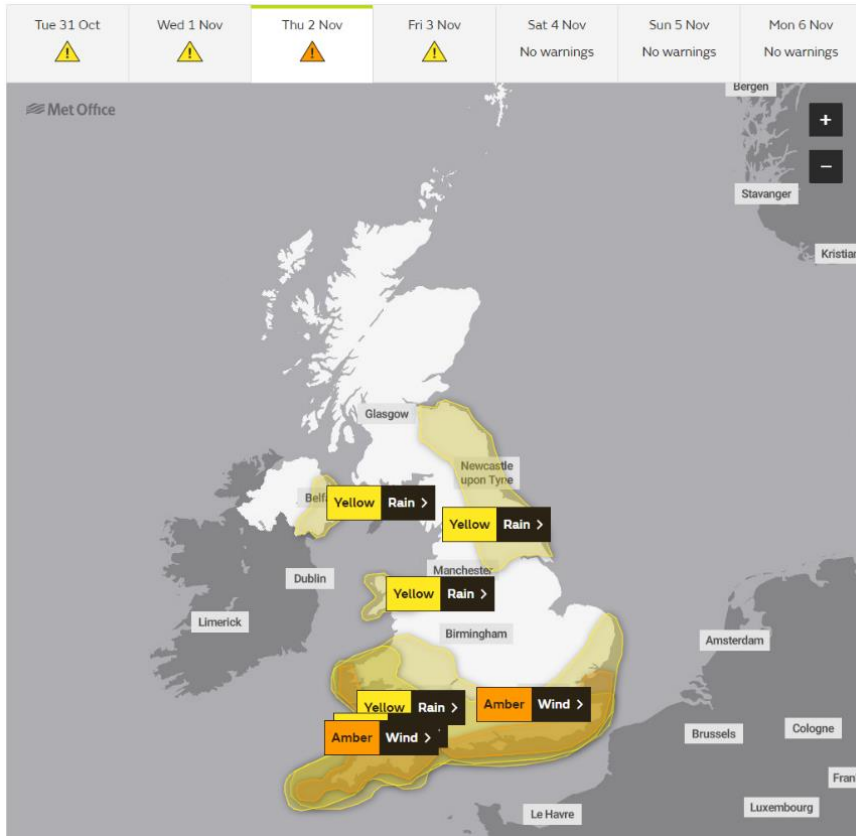 Tue 31 Oct
Wed 1 Nov
Thu 2 Nov
Fri 3 Nov
Sat 4 Nov
No warnings
Sun 5 Nov
No warnings
Mon 6 Nov
No warnings
Met Office
Bergen
+
−
Stavanger
Kristian
Glasgow
Newcastle
upon Tyne
Belfa
Yellow Rain >
Yellow Rain >
Dublin
Manchester
Yellow Rain >
Limerick
Birmingham
Amsterdam
Yellow Rain >
Amber Wind >
Amber Wind >
Brussels
Cologne
Fran
Le Havre
Luxembourg